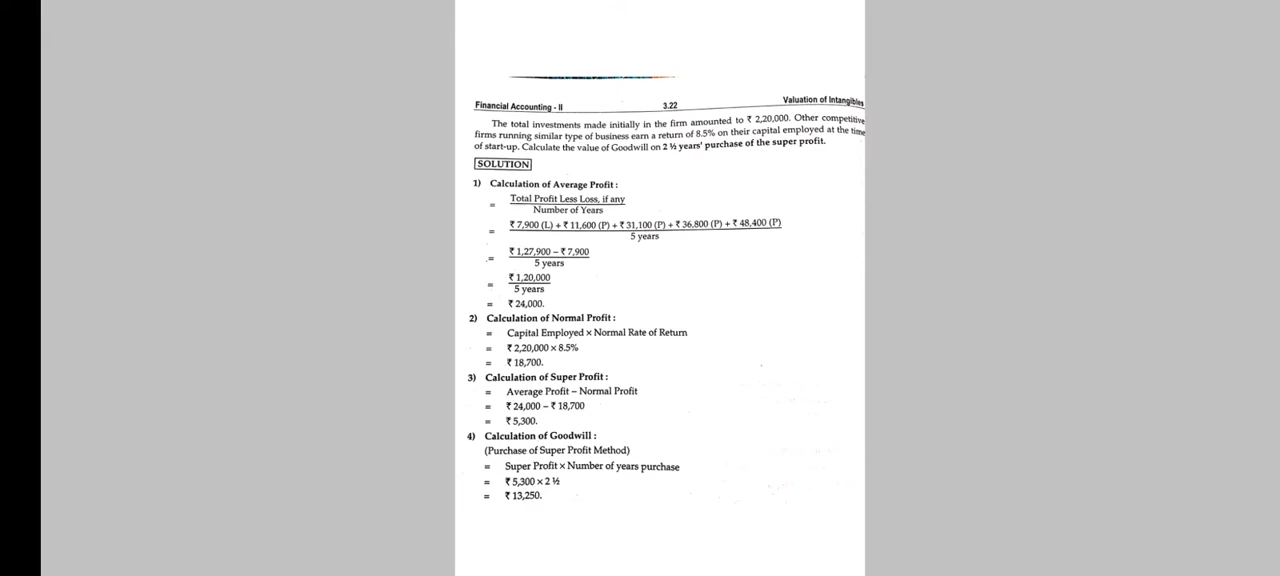 Financial Accounting - II 3.22 Valuation of Intangibles
The total investments made initially in the firm amounted to ₹ 2,20,000. Other competitive
firms running similar type of business earn a return of 8.5% on their capital employed at the time
of start-up. Calculate the value of Goodwill on 2 ½ years' purchase of the super profit.
SOLUTION
1) Calculation of Average Profit :
= Total Profit Less Loss, if any
Number of Years
= ₹ 7,900 (L) + ₹ 11,600 (P) + ₹ 31,100 (P) + ₹ 36,800 (P) + ₹ 48,400 (P)
5 years
= ₹ 1,27,900 – ₹ 7,900
5 years
= ₹ 1,20,000
5 years
= ₹ 24,000.
2) Calculation of Normal Profit :
= Capital Employed × Normal Rate of Return
= ₹ 2,20,000 × 8.5%
= ₹ 18,700.
3) Calculation of Super Profit :
= Average Profit – Normal Profit
= ₹ 24,000 – ₹ 18,700
= ₹ 5,300.
4) Calculation of Goodwill :
(Purchase of Super Profit Method)
= Super Profit × Number of years purchase
= ₹ 5,300 × 2 ½
= ₹ 13,250.